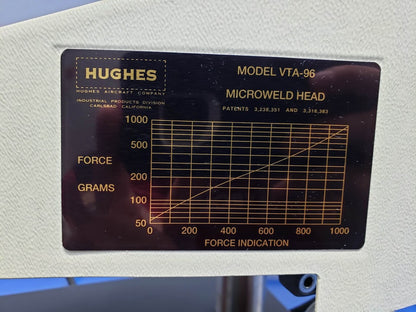 HUGHES
HUGHES AIRCRAFT COMPANY
INDUSTRIAL PRODUCTS DIVISION
CARLSBAD, CALIFORNIA
MODEL VTA-96
MICROWELD HEAD
PATENTS 3,238,351 AND 3,316,383
FORCE
GRAMS
1000
500
200
100
50
0 200 400 600 800 1000
FORCE INDICATION